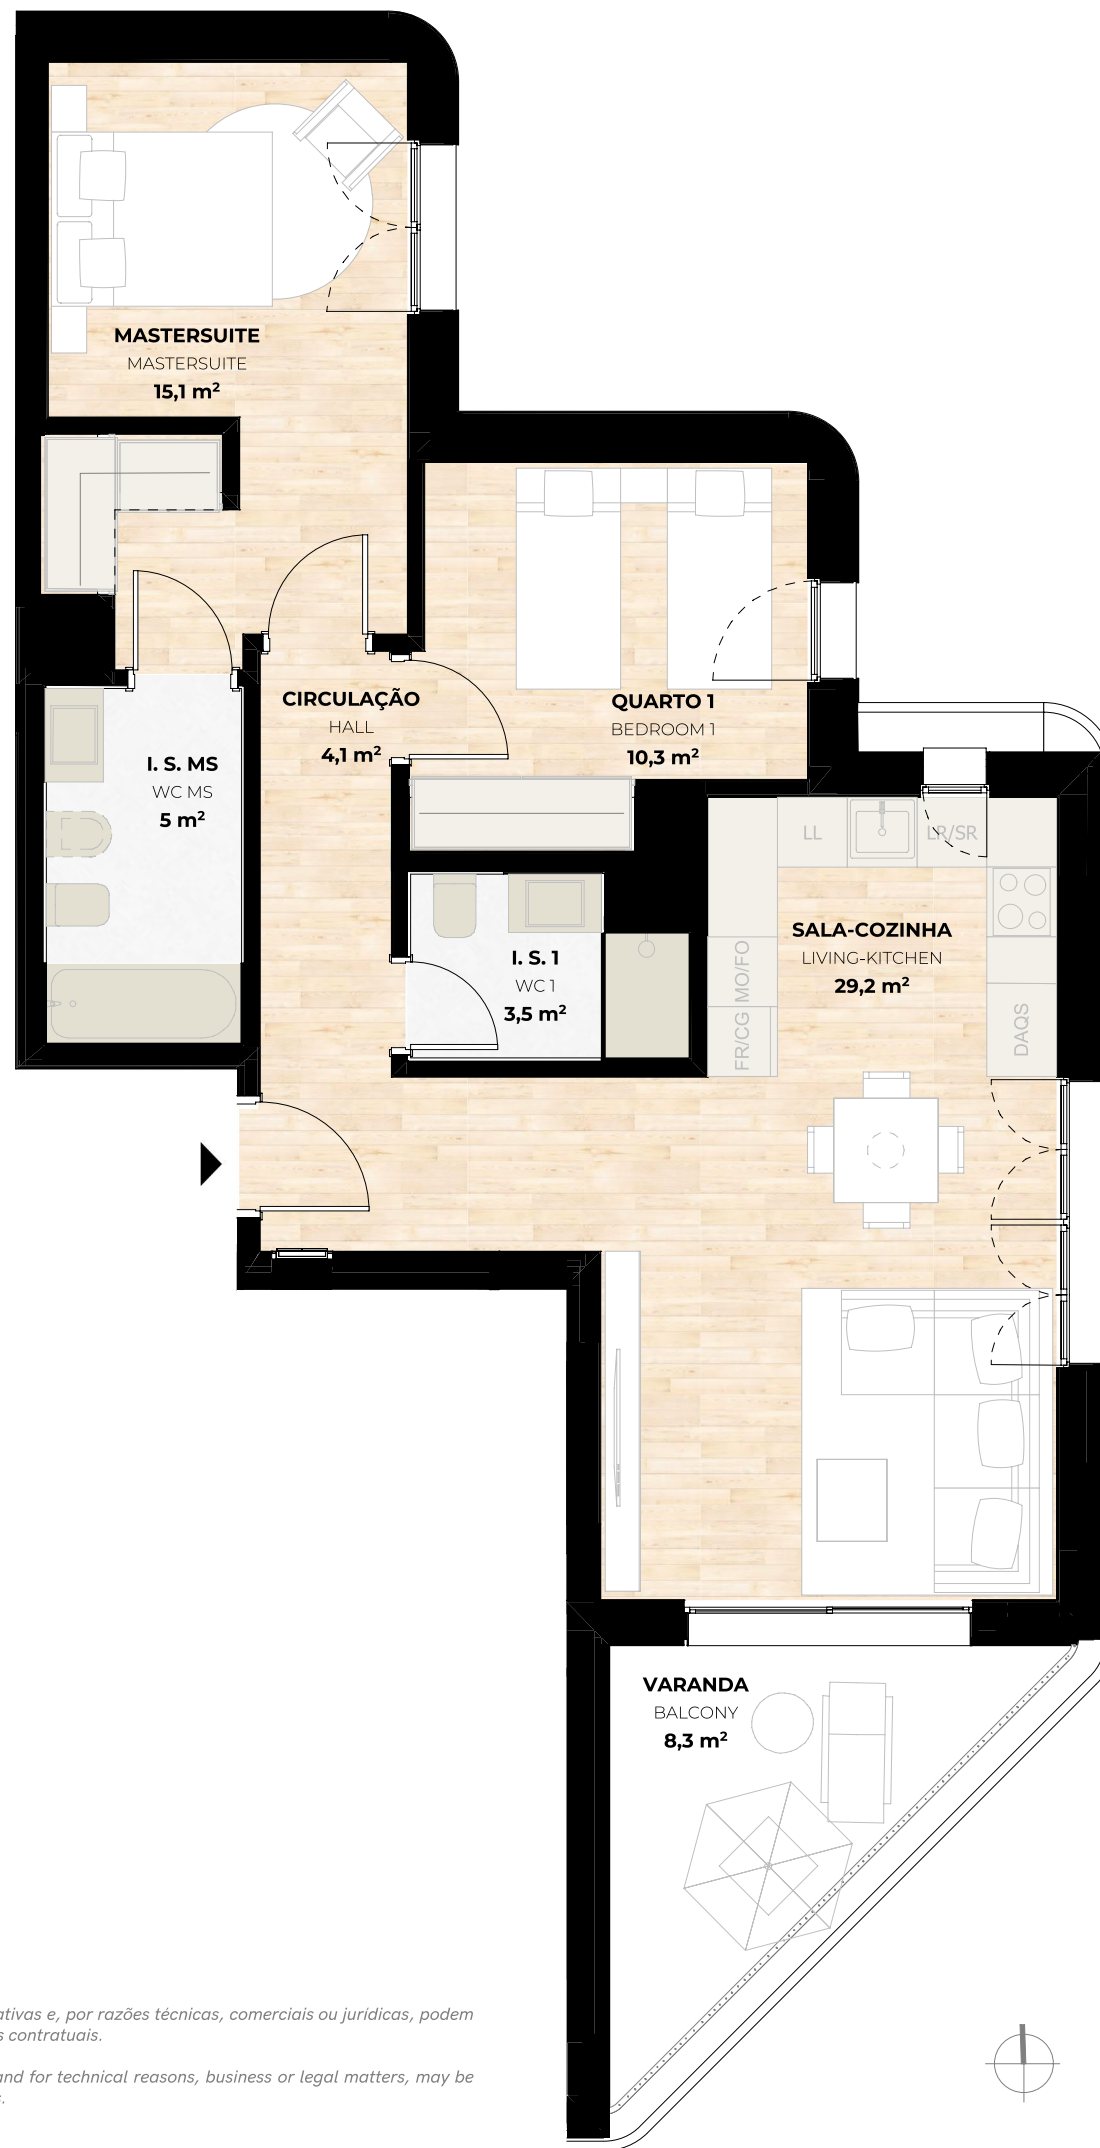 MASTERSUITE
MASTERSUITE
15,1 m²
CIRCULAÇÃO
HALL
4,1 m²
QUARTO 1
BEDROOM 1
10,3 m²
I. S. MS
WC MS
5 m²
LL
LR/SR
I. S. 1
WC 1
3,5 m²
SALA-COZINHA
LIVING-KITCHEN
29,2 m²
FR/CG MO/FO
DAQS
VARANDA
BALCONY
8,3 m²
ativas e, por razões técnicas, comerciais ou jurídicas, podem
s contratuais.
and for technical reasons, business or legal matters, may be